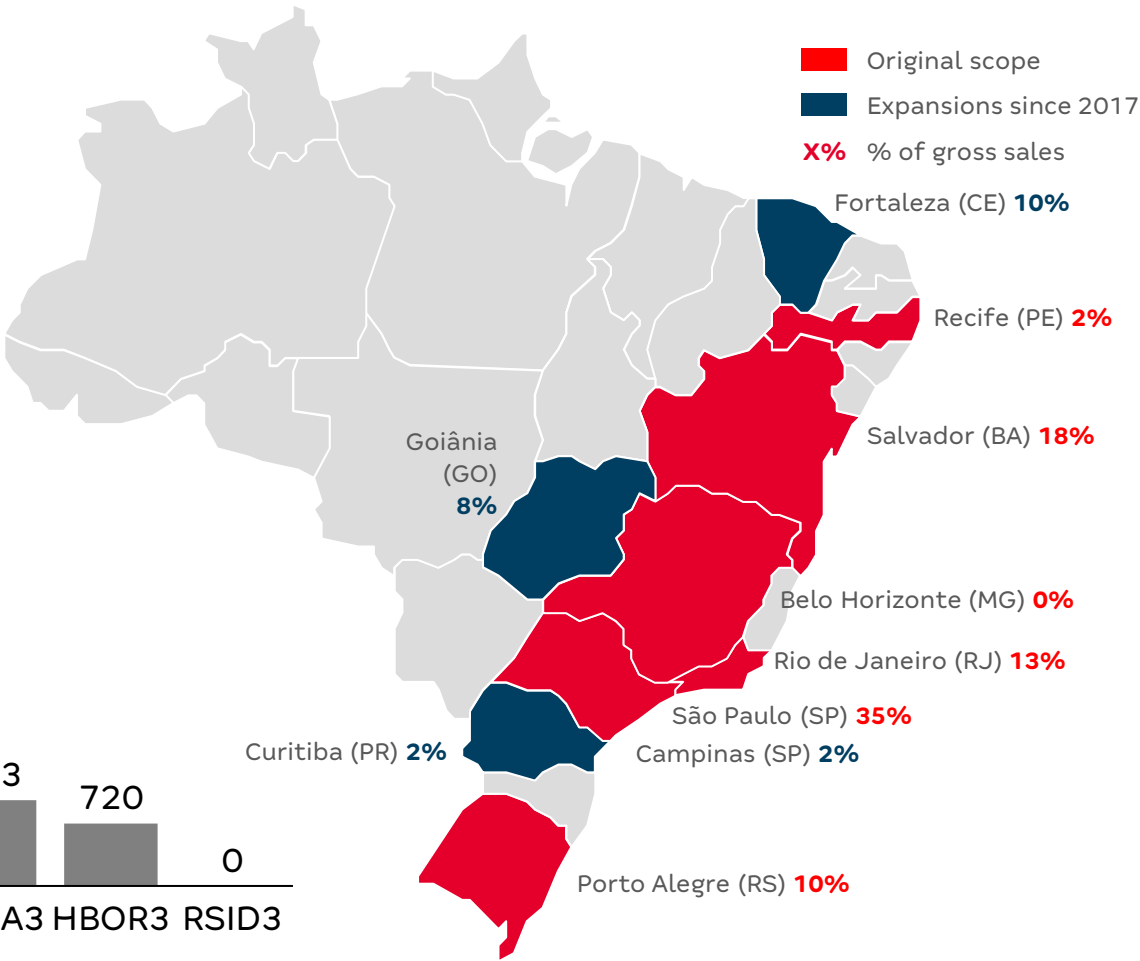 Original scope
Expansions since 2017
X% % of gross sales
Fortaleza (CE) 10%
Recife (PE) 2%
Salvador (BA) 18%
Goiânia
(GO)
8%
Belo Horizonte (MG) 0%
Rio de Janeiro (RJ) 13%
São Paulo (SP) 35%
Curitiba (PR) 2%
Campinas (SP) 2%
Porto Alegre (RS) 10%
3
720
0
A3 HBOR3 RSID3